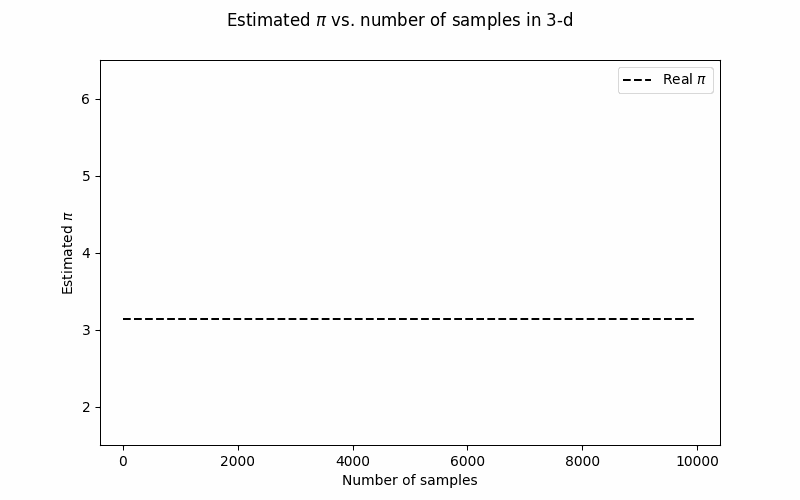 Estimated π vs. number of samples in 3-d
Real π
6
5
4
3
2
Estimated π
0 2000 4000 6000 8000 10000
Number of samples